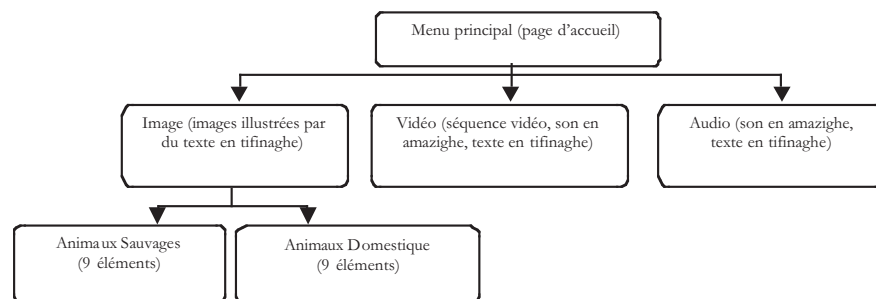 Menu principal (page d'accueil)
Image (images illustrées par
du texte en tifinaghe)
Vidéo (séquence vidéo, son en
amazighe, texte en tifinaghe)
Audio (son en amazighe,
texte en tifinaghe)
Animaux Sauvages
(9 éléments)
Animaux Domestique
(9 éléments)